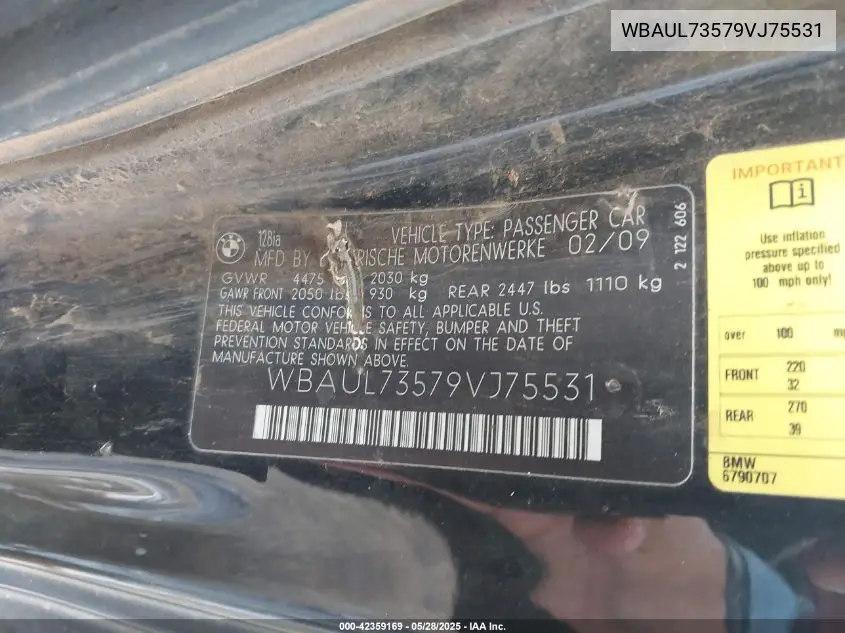 WBAUL73579VJ75531
128ia
VEHICLE TYPE: PASSENGER CAR
MFD BY RISCHE MOTORENWERKE 02/09
GVWR 4475 2030 kg
GAWR FRONT 2050 lbs 930 kg REAR 2447 lbs 1110 kg
THIS VEHICLE CONFO S TO ALL APPLICABLE U.S.
FEDERAL MOTOR VEHICLE SAFETY, BUMPER AND THEFT
PREVENTION STANDARDS IN EFFECT ON THE DATE OF
MANUFACTURE SHOWN ABOVE.
WBAUL73579VJ75531
2 122 606
IMPORTANT
i
Use inflation
pressure specified
above up to
100 mph only!
over 100
FRONT 220
32
REAR 270
39
BMW
6790707
000-42359169 - 05/28/2025 - IAA Inc.